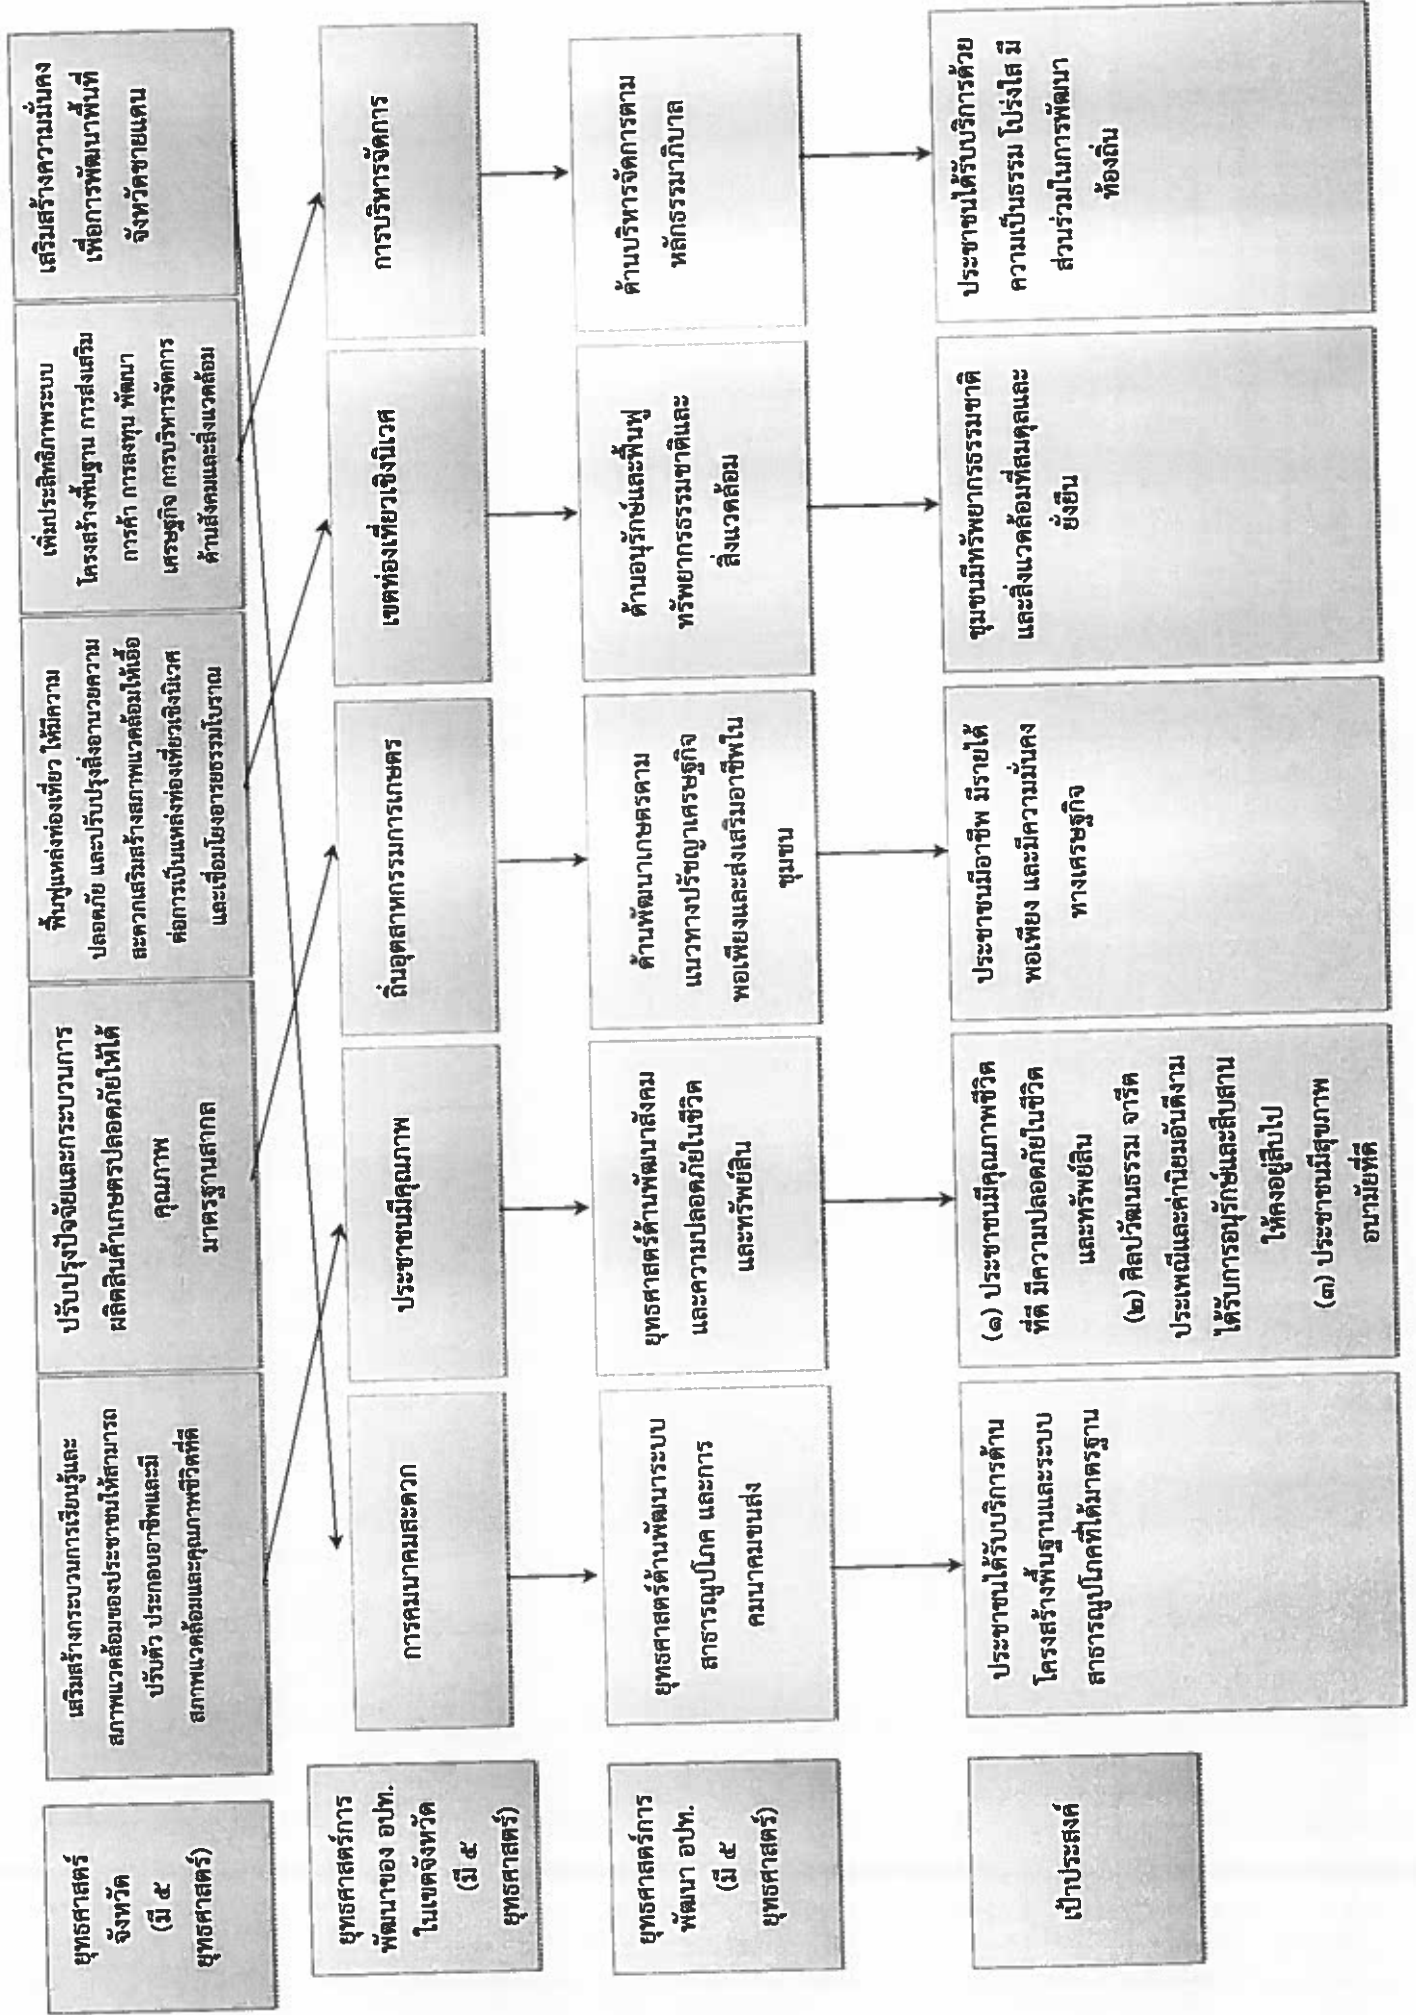 ยุทธศาสตร์
จังหวัด
(มี ๕
ยุทธศาสตร์)
เสริมสร้างกระบวนการเรียนรู้และ
สภาพแวดล้อมของประชาชนให้สามารถ
ปรับตัว ประกอบอาชีพและมี
สภาพแวดล้อมและคุณภาพชีวิตที่ดี
ปรับปรุงปัจจัยและกระบวนการ
ผลิตสินค้าเกษตรปลอดภัยให้ได้
คุณภาพ
มาตรฐานสากล
ฟื้นฟูแหล่งท่องเที่ยว ให้มีความ
ปลอดภัย และปรับปรุงสิ่งอำนวยความ
สะดวกเสริมสร้างสภาพแวดล้อมให้เอื้อ
ต่อการเป็นแหล่งท่องเที่ยวเชิงนิเวศ
และเชื่อมโยงอารยธรรมโบราณ
เพิ่มประสิทธิภาพระบบ
โครงสร้างพื้นฐาน การส่งเสริม
การค้า การลงทุน พัฒนา
เศรษฐกิจ การบริหารจัดการ
ด้านสังคมและสิ่งแวดล้อม
เสริมสร้างความมั่นคง
เพื่อการพัฒนาพื้นที่
จังหวัดชายแดน
ยุทธศาสตร์การ
พัฒนาของ อปท.
ในเขตจังหวัด
(มี ๕
ยุทธศาสตร์)
การคมนาคมสะดวก
ประชาชนมีคุณภาพ
ถิ่นอุตสาหกรรมการเกษตร
เขตท่องเที่ยวเชิงนิเวศ
การบริหารจัดการ
ยุทธศาสตร์การ
พัฒนา อปท.
(มี ๕
ยุทธศาสตร์)
ยุทธศาสตร์ด้านพัฒนาระบบ
สาธารณูปโภค และการ
คมนาคมขนส่ง
ยุทธศาสตร์ด้านพัฒนาสังคม
และความปลอดภัยในชีวิต
และทรัพย์สิน
ด้านพัฒนาเกษตรตาม
แนวทางปรัชญาเศรษฐกิจ
พอเพียงและส่งเสริมอาชีพใน
ชุมชน
ด้านอนุรักษ์และฟื้นฟู
ทรัพยากรธรรมชาติและ
สิ่งแวดล้อม
ด้านบริหารจัดการตาม
หลักธรรมาภิบาล
เป้าประสงค์
ประชาชนได้รับบริการด้าน
โครงสร้างพื้นฐานและระบบ
สาธารณูปโภคที่ได้มาตรฐาน
(๑) ประชาชนมีคุณภาพชีวิต
ที่ดี มีความปลอดภัยในชีวิต
และทรัพย์สิน
(๒) ศิลปวัฒนธรรม จารีต
ประเพณีและค่านิยมอันดีงาม
ได้รับการอนุรักษ์และสืบสาน
ให้คงอยู่สืบไป
(๓) ประชาชนมีสุขภาพ
อนามัยที่ดี
ประชาชนมีอาชีพ มีรายได้
พอเพียง และมีความมั่นคง
ทางเศรษฐกิจ
ชุมชนมีทรัพยากรธรรมชาติ
และสิ่งแวดล้อมที่สมดุลและ
ยั่งยืน
ประชาชนได้รับบริการด้วย
ความเป็นธรรม โปร่งใส มี
ส่วนร่วมในการพัฒนา
ท้องถิ่น